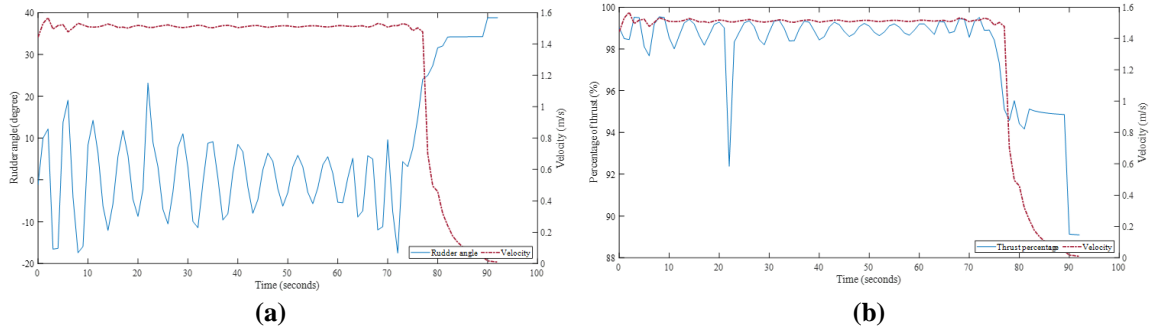 40
30
20
10
0
-10
-20
Rudder angle( degree)
1.6
1.4
1.2
1
0.8
0.6
0.4
0.2
0
Velocity (m/s)
0 10 20 30 40 50 60 70 80 90 100
Time (seconds)
Rudder angle Velocity
(a)
100
98
96
94
92
90
88
Percentage of thrust (%)
1.6
1.4
1.2
1
0.8
0.6
0.4
0.2
0
Velocity (m/s)
0 10 20 30 40 50 60 70 80 90 100
Time (seconds)
Thrust percentage Velocity
(b)